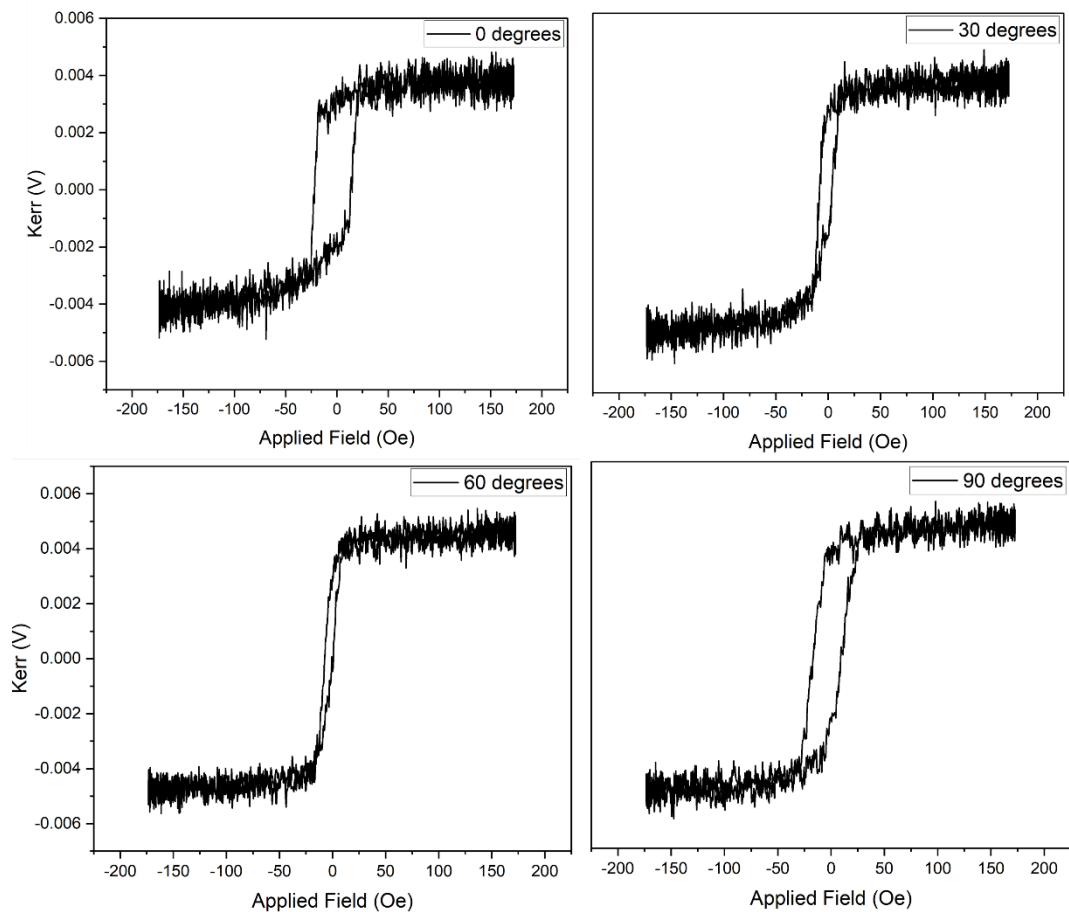 0 degrees
0.006
0.004
0.002
0.000
-0.002
-0.004
-0.006
Kerr (V)
-200 -150 -100 -50 0 50 100 150 200
Applied Field (Oe)
30 degrees
-200 -150 -100 -50 0 50 100 150 200
Applied Field (Oe)
60 degrees
0.006
0.004
0.002
0.000
-0.002
-0.004
-0.006
Kerr (V)
-200 -150 -100 -50 0 50 100 150 200
Applied Field (Oe)
90 degrees
-200 -150 -100 -50 0 50 100 150 200
Applied Field (Oe)